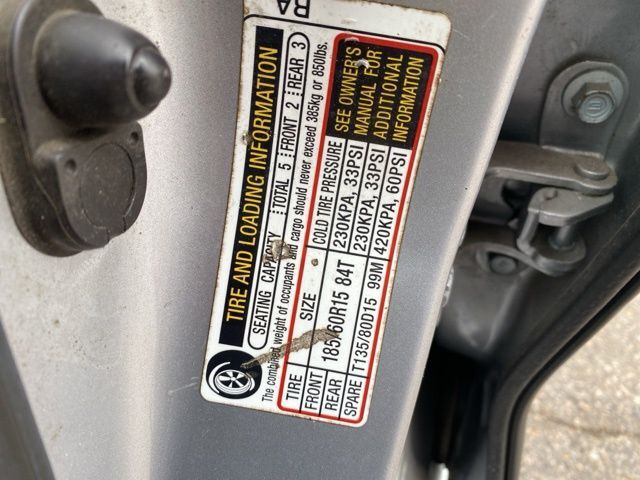 BA
TIRE AND LOADING INFORMATION
SEATING CAPACITY TOTAL 5 FRONT 2 REAR 3
The combined weight of occupants and cargo should never exceed 385kg or 850lbs.
TIRE SIZE COLD TIRE PRESSURE
FRONT 185/60R15 84T 230KPA, 33PSI
REAR 230KPA, 33PSI
SPARE T135/80D15 99M 420KPA, 60PSI
SEE OWNER'S
MANUAL FOR
ADDITIONAL
INFORMATION